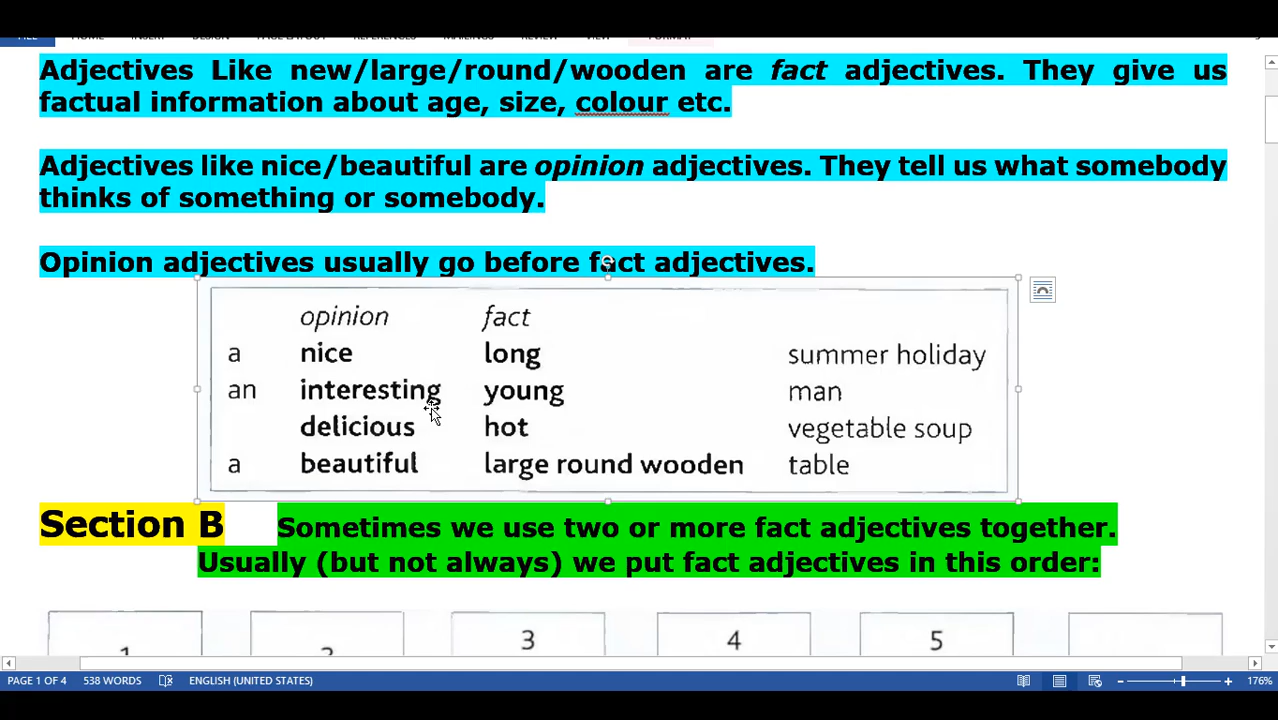 Adjectives Like new/large/round/wooden are fact adjectives. They give us
factual information about age, size, colour etc.
Adjectives like nice/beautiful are opinion adjectives. They tell us what somebody
thinks of something or somebody.
Opinion adjectives usually go before fact adjectives.
opinion fact
a nice long summer holiday
an interesting young man
delicious hot vegetable soup
a beautiful large round wooden table
Section B Sometimes we use two or more fact adjectives together.
Usually (but not always) we put fact adjectives in this order:
3 4 5
PAGE 1 OF 4 538 WORDS ENGLISH (UNITED STATES) 176%